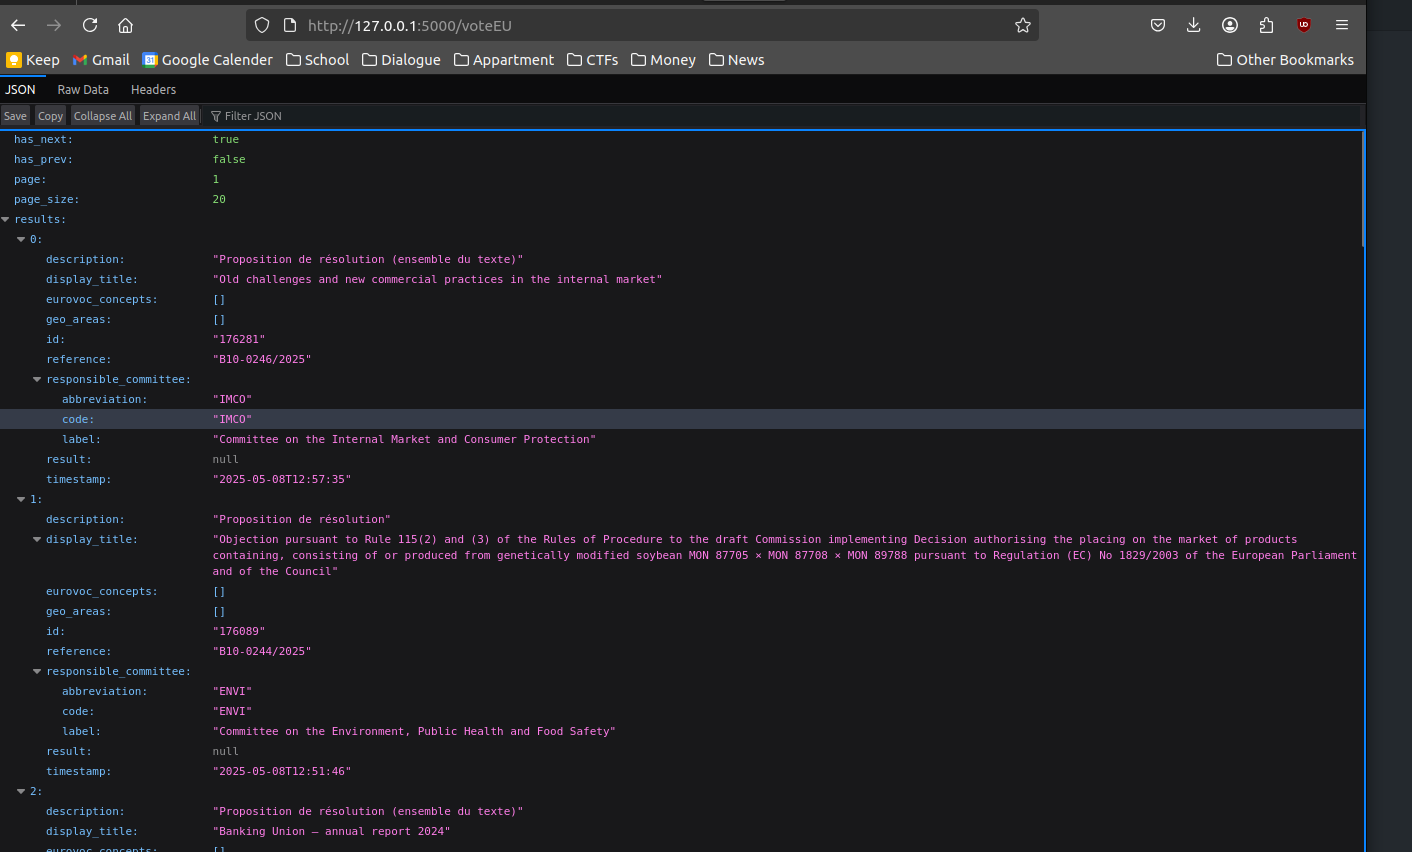 http://127.0.0.1:5000/voteEU
Keep Gmail 31 Google Calender School Dialogue Appartment CTFs Money News Other Bookmarks
JSON Raw Data Headers
Save Copy Collapse All Expand All Filter JSON
has_next: true
has_prev: false
page: 1
page_size: 20
results:
0:
description: "Proposition de résolution (ensemble du texte)"
display_title: "Old challenges and new commercial practices in the internal market"
eurovoc_concepts: []
geo_areas: []
id: "176281"
reference: "B10-0246/2025"
responsible_committee:
abbreviation: "IMCO"
code: "IMCO"
label: "Committee on the Internal Market and Consumer Protection"
result: null
timestamp: "2025-05-08T12:57:35"
1:
description: "Proposition de résolution"
display_title: "Objection pursuant to Rule 115(2) and (3) of the Rules of Procedure to the draft Commission implementing Decision authorising the placing on the market of products
containing, consisting of or produced from genetically modified soybean MON 87705 × MON 87708 × MON 89788 pursuant to Regulation (EC) No 1829/2003 of the European Parliament
and of the Council"
eurovoc_concepts: []
geo_areas: []
id: "176089"
reference: "B10-0244/2025"
responsible_committee:
abbreviation: "ENVI"
code: "ENVI"
label: "Committee on the Environment, Public Health and Food Safety"
result: null
timestamp: "2025-05-08T12:51:46"
2:
description: "Proposition de résolution (ensemble du texte)"
display_title: "Banking Union – annual report 2024"
eurovoc_concepts: []